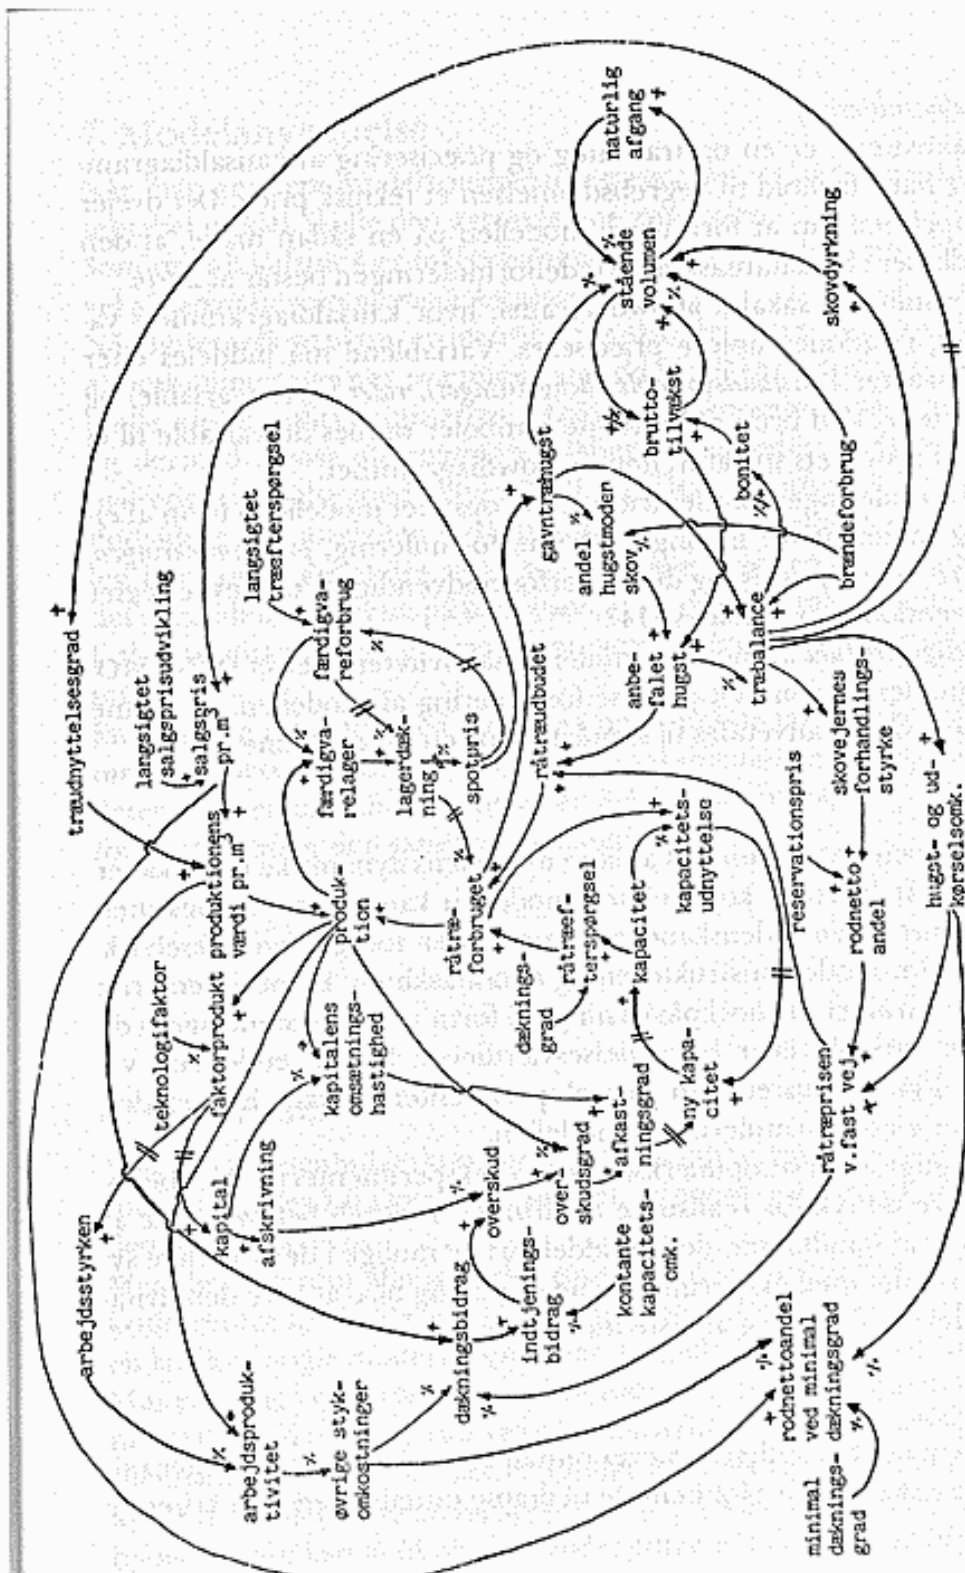 arbejdsstyrken
arbejdsproduk-
tivitet
øvrige styk-
omkostninger
minimal
dæknings-
grad
rodnettoandel
ved minimal
dækningsgrad
teknologifaktor
faktorprodukt
kapital
afskrivning
kapitalens
omsætnings-
hastighed
dækningsbidrag
indtjenings-
bidrag
overskud
over-
skudsgrad
kontante
kapacitets-
omk.
afkast-
ningsgrad
ny kapa-
citet
træudnyttelsesgrad
langsigtet
salgsprisudvikling
salgspris
pr.m³
produktionens
værdi pr.m³
produk-
tion
råtræ-
forbruget
dæknings-
grad
råtræef-
terspørgsel
kapacitet
kapacitets-
udnyttelse
langsigtet
træefterspørgsel
færdigva-
reforbrug
færdigva-
relager
lagerdæk-
ning
spotpris
råtræudbudet
reservationspris
råtræprisen
v.fast vej
rodnetto
andel
skovejernes
forhandlings-
styrke
hugst- og ud-
kørselsomk.
naturlig
afgang
stående
volumen
brutto-
tilvækst
bonitet
gavntræhugst
andel
hugstmoden
skov
anbe-
falet
hugst
træbalance
brændeforbrug
skovdyrkning